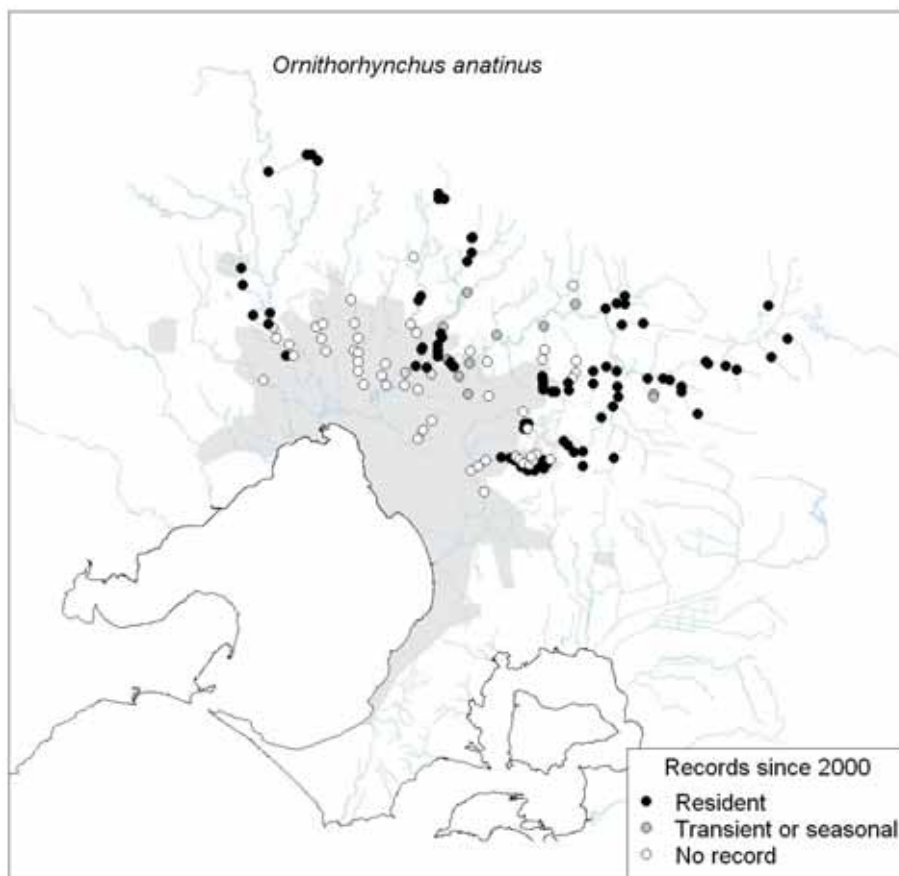 Ornithorhynchus anatinus
Records since 2000
Resident
Transient or seasonal
No record